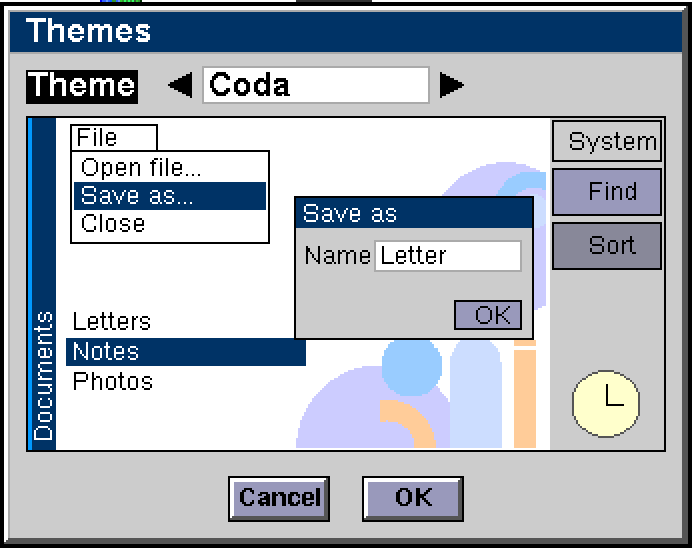 Themes
Theme
Coda
File
Open file...
Save as...
Close
System
Find
Sort
Save as
Name Letter
OK
Letters
Notes
Photos
Documents
Cancel
OK